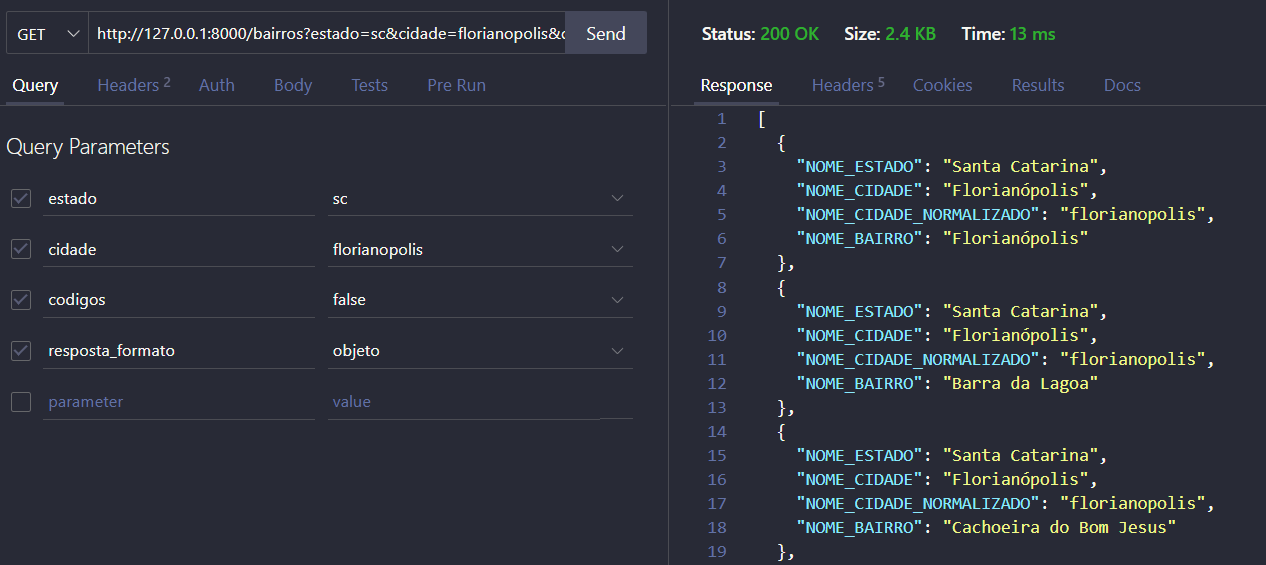 GET http://127.0.0.1:8000/bairros?estado=sc&cidade=florianopolis& Send
Query Headers 2 Auth Body Tests Pre Run
Query Parameters
estado sc
cidade florianopolis
codigos false
resposta_formato objeto
parameter value
Status: 200 OK Size: 2.4 KB Time: 13 ms
Response Headers 5 Cookies Results Docs
1 [
2 {
3 "NOME_ESTADO": "Santa Catarina",
4 "NOME_CIDADE": "Florianópolis",
5 "NOME_CIDADE_NORMALIZADO": "florianopolis",
6 "NOME_BAIRRO": "Florianópolis"
7 },
8 {
9 "NOME_ESTADO": "Santa Catarina",
10 "NOME_CIDADE": "Florianópolis",
11 "NOME_CIDADE_NORMALIZADO": "florianopolis",
12 "NOME_BAIRRO": "Barra da Lagoa"
13 },
14 {
15 "NOME_ESTADO": "Santa Catarina",
16 "NOME_CIDADE": "Florianópolis",
17 "NOME_CIDADE_NORMALIZADO": "florianopolis",
18 "NOME_BAIRRO": "Cachoeira do Bom Jesus"
19 },